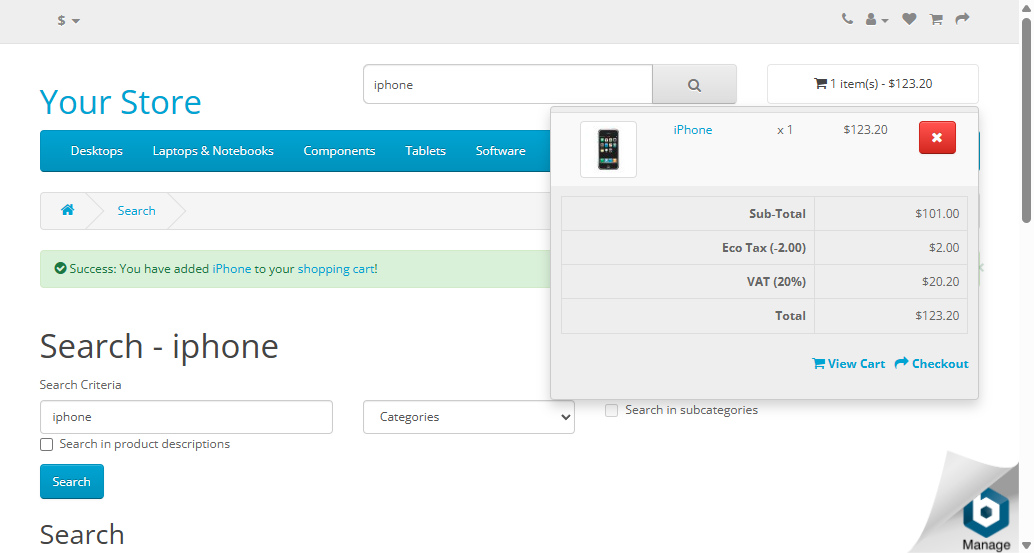 $
iphone
1 item(s) - $123.20
Your Store
iPhone x 1 $123.20
Desktops Laptops & Notebooks Components Tablets Software
Search
Sub-Total $101.00
Eco Tax (-2.00) $2.00
VAT (20%) $20.20
Total $123.20
View Cart Checkout
Success: You have added iPhone to your shopping cart!
Search - iphone
Search Criteria
iphone Categories Search in subcategories
Search in product descriptions
Search
Search
b
Manage